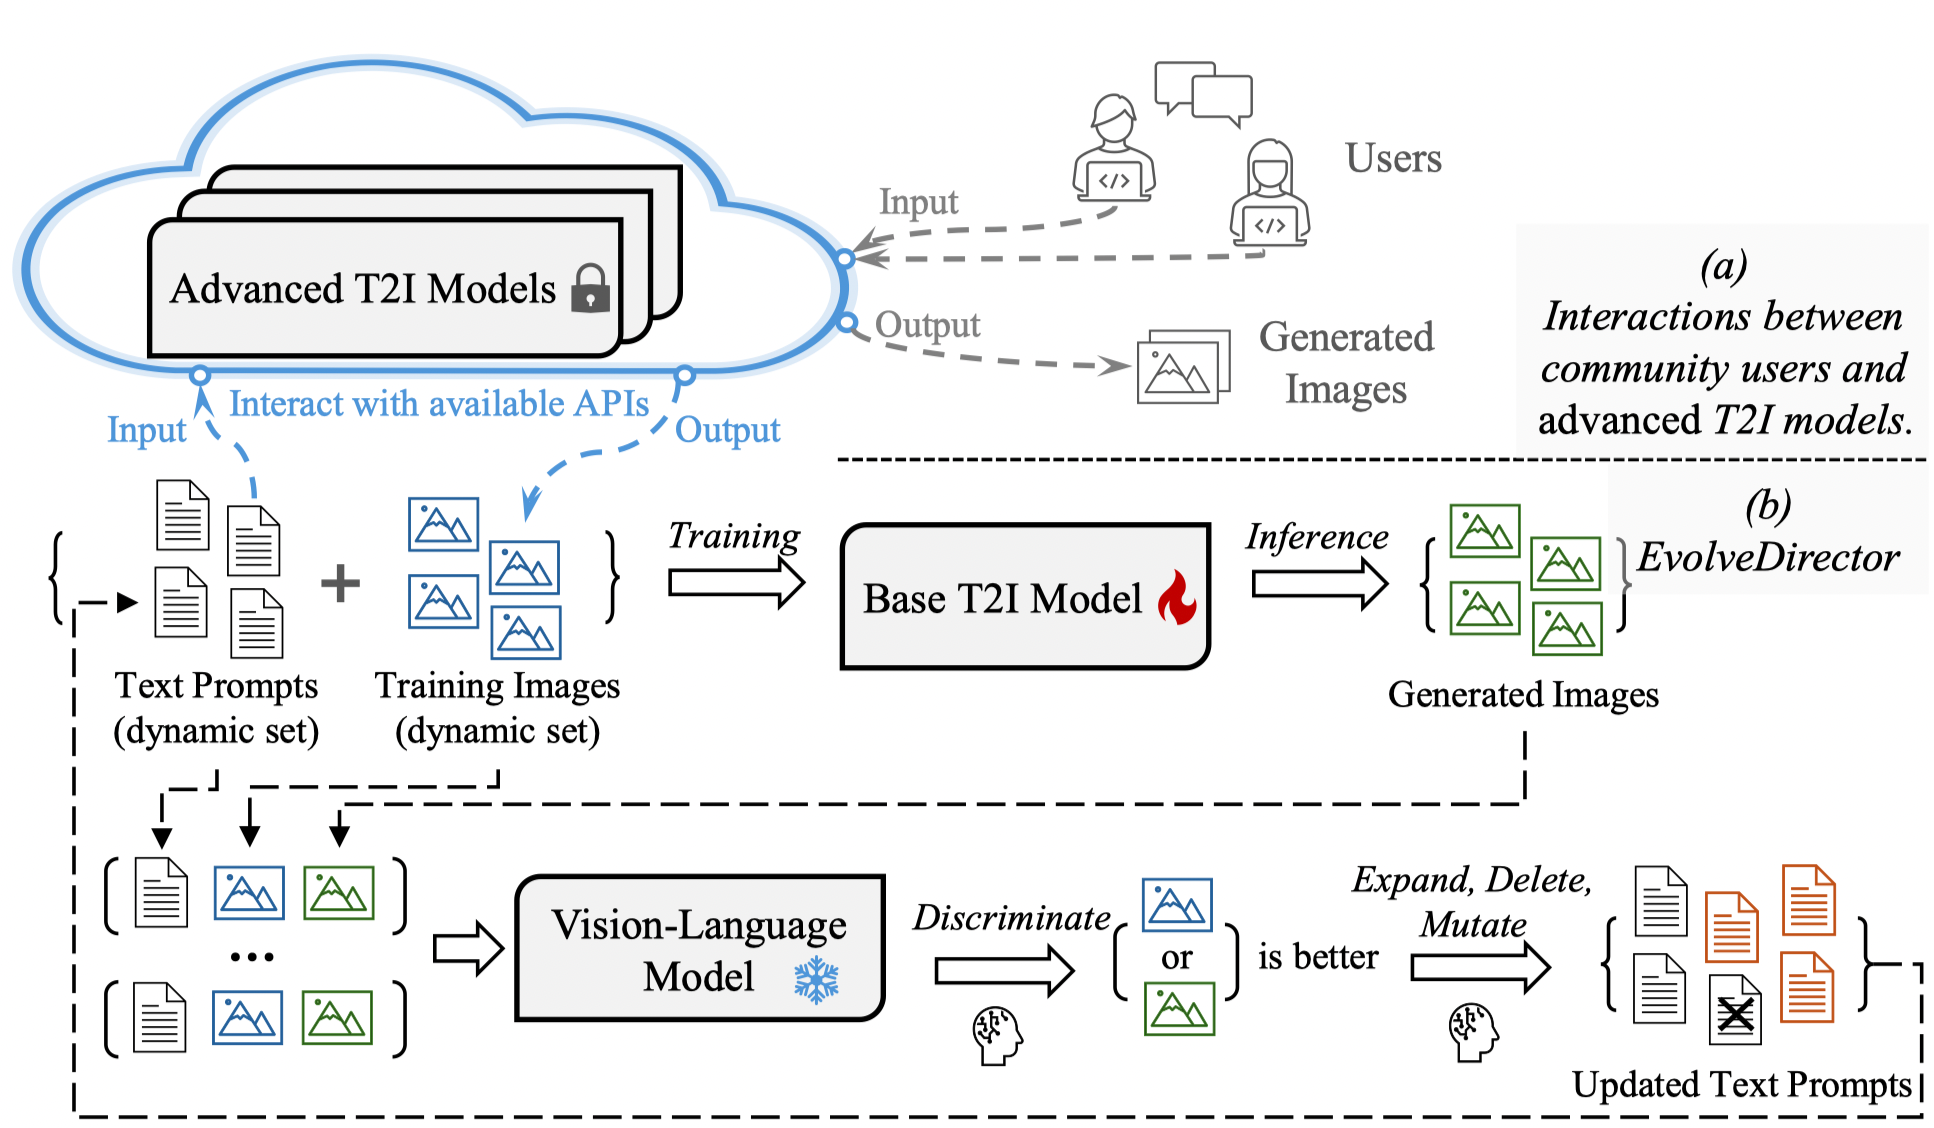 Users
Input
Advanced T2I Models
Output
Generated
Images
(a)
Interactions between
community users and
advanced T2I models.
Interact with available APIs
Input
Output
(b)
EvolveDirector
Training
Base T2I Model
Inference
Text Prompts
(dynamic set)
Training Images
(dynamic set)
Generated Images
...
Vision-Language
Model
Discriminate
or
is better
Expand, Delete,
Mutate
Updated Text Prompts